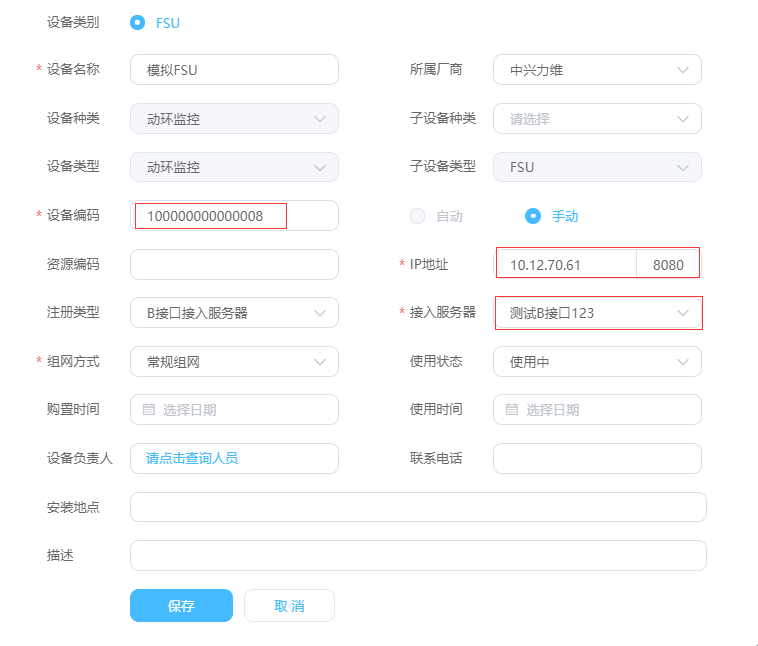 设备类别 FSU
* 设备名称 模拟FSU 所属厂商 中兴力维
设备种类 动环监控 子设备种类 请选择
设备类型 动环监控 子设备类型 FSU
* 设备编码 100000000000008 自动 手动
资源编码 * IP地址 10.12.70.61 8080
注册类型 B接口接入服务器 * 接入服务器 测试B接口123
* 组网方式 常规组网 使用状态 使用中
购置时间 选择日期 使用时间 选择日期
设备负责人 请点击查询人员 联系电话
安装地点
描述
保存 取 消